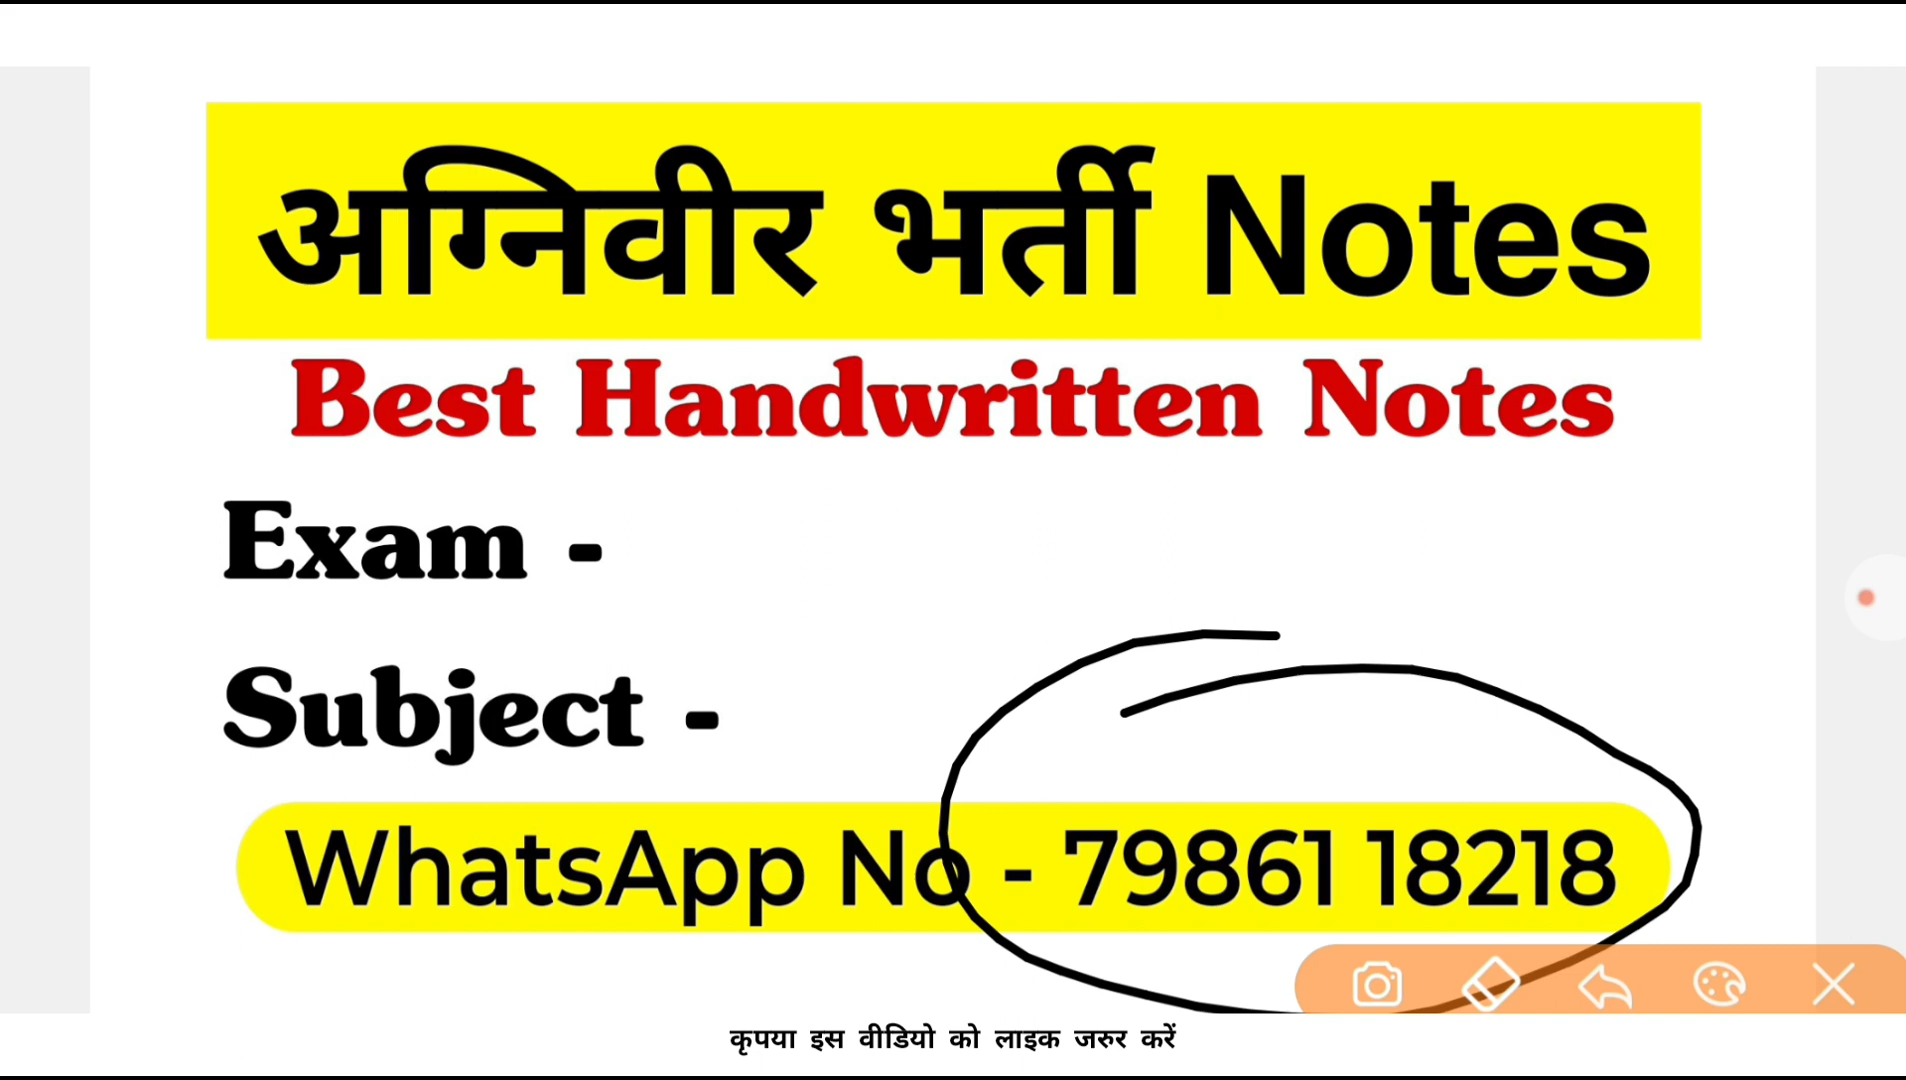 अग्निवीर भर्ती Notes
Best Handwritten Notes
Exam -
Subject -
WhatsApp No - 79861 18218
कृपया इस वीडियो को लाइक जरुर करें